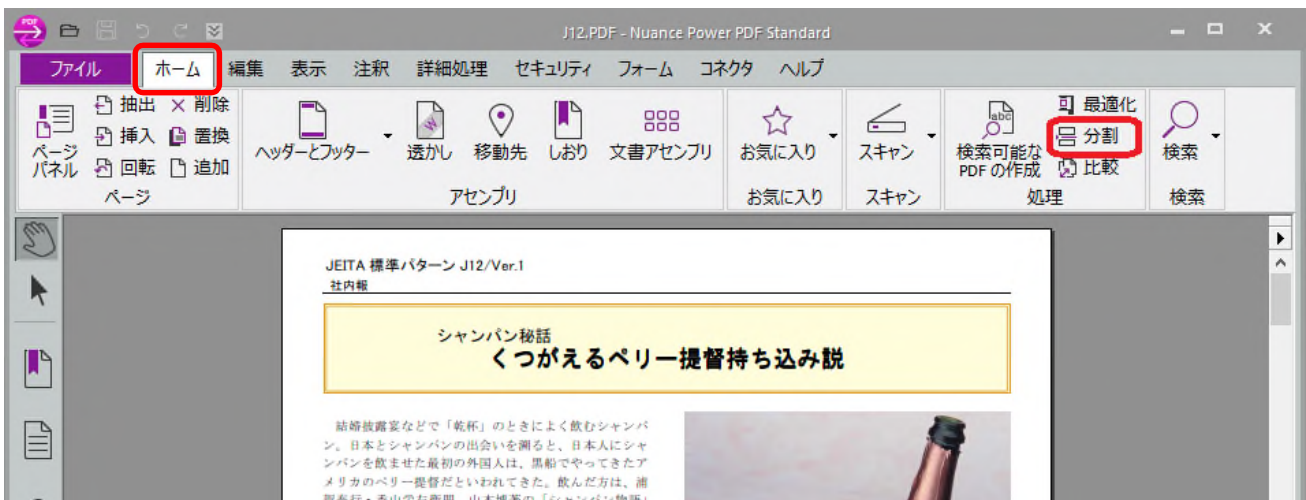 PDF
J12.PDF - Nuance Power PDF Standard
ファイル ホーム 編集 表示 注釈 詳細処理 セキュリティ フォーム コネクタ ヘルプ
ページ
パネル
抽出 削除
挿入 置換
回転 追加
ページ
ヘッダーとフッター 透かし 移動先 しおり 文書アセンブリ
アセンブリ
お気に入り
お気に入り
スキャン
スキャン
abc
検索可能な
PDF の作成
最適化
分割
比較
処理
検索
検索
JEITA 標準パターン J12/Ver.1
社内報
シャンパン秘話
くつがえるペリー提督持ち込み説
結婚披露宴などで「乾杯」のときによく飲むシャンパ
ン。日本とシャンパンの出会いを溯ると、日本人にシャ
ンパンを飲ませた最初の外国人は、黒船でやってきたア
メリカのペリー提督だといわれてきた。飲んだ方は、浦